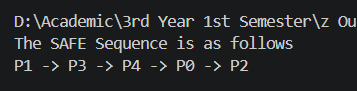 D:\Academic\3rd Year 1st Semester\z Ou
The SAFE Sequence is as follows
P1 -> P3 -> P4 -> P0 -> P2